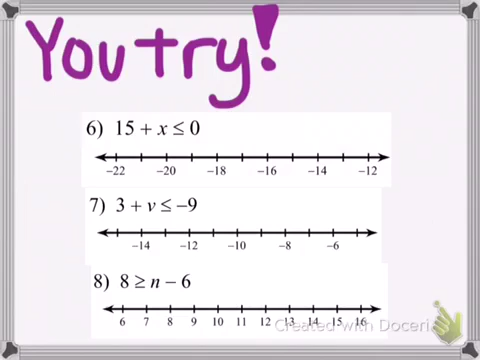 You try!
6) 15 + x ≤ 0
−22 −20 −18 −16 −14 −12
7) 3 + v ≤ −9
−14 −12 −10 −8 −6
8) 8 ≥ n − 6
6 7 8 9 10 11 12 13 14 15 16
Created with Doceri